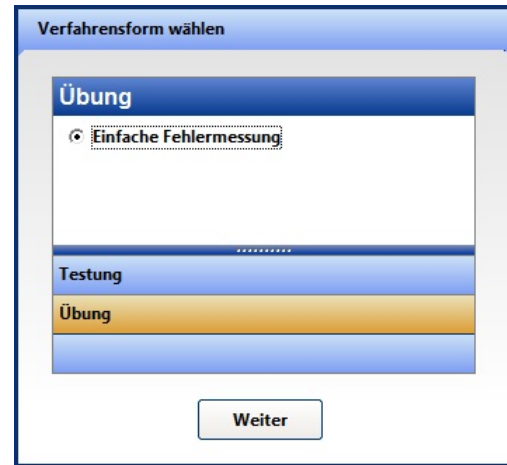 Verfahrensform wählen
Übung
Einfache Fehlermessung
Testung
Übung
Weiter